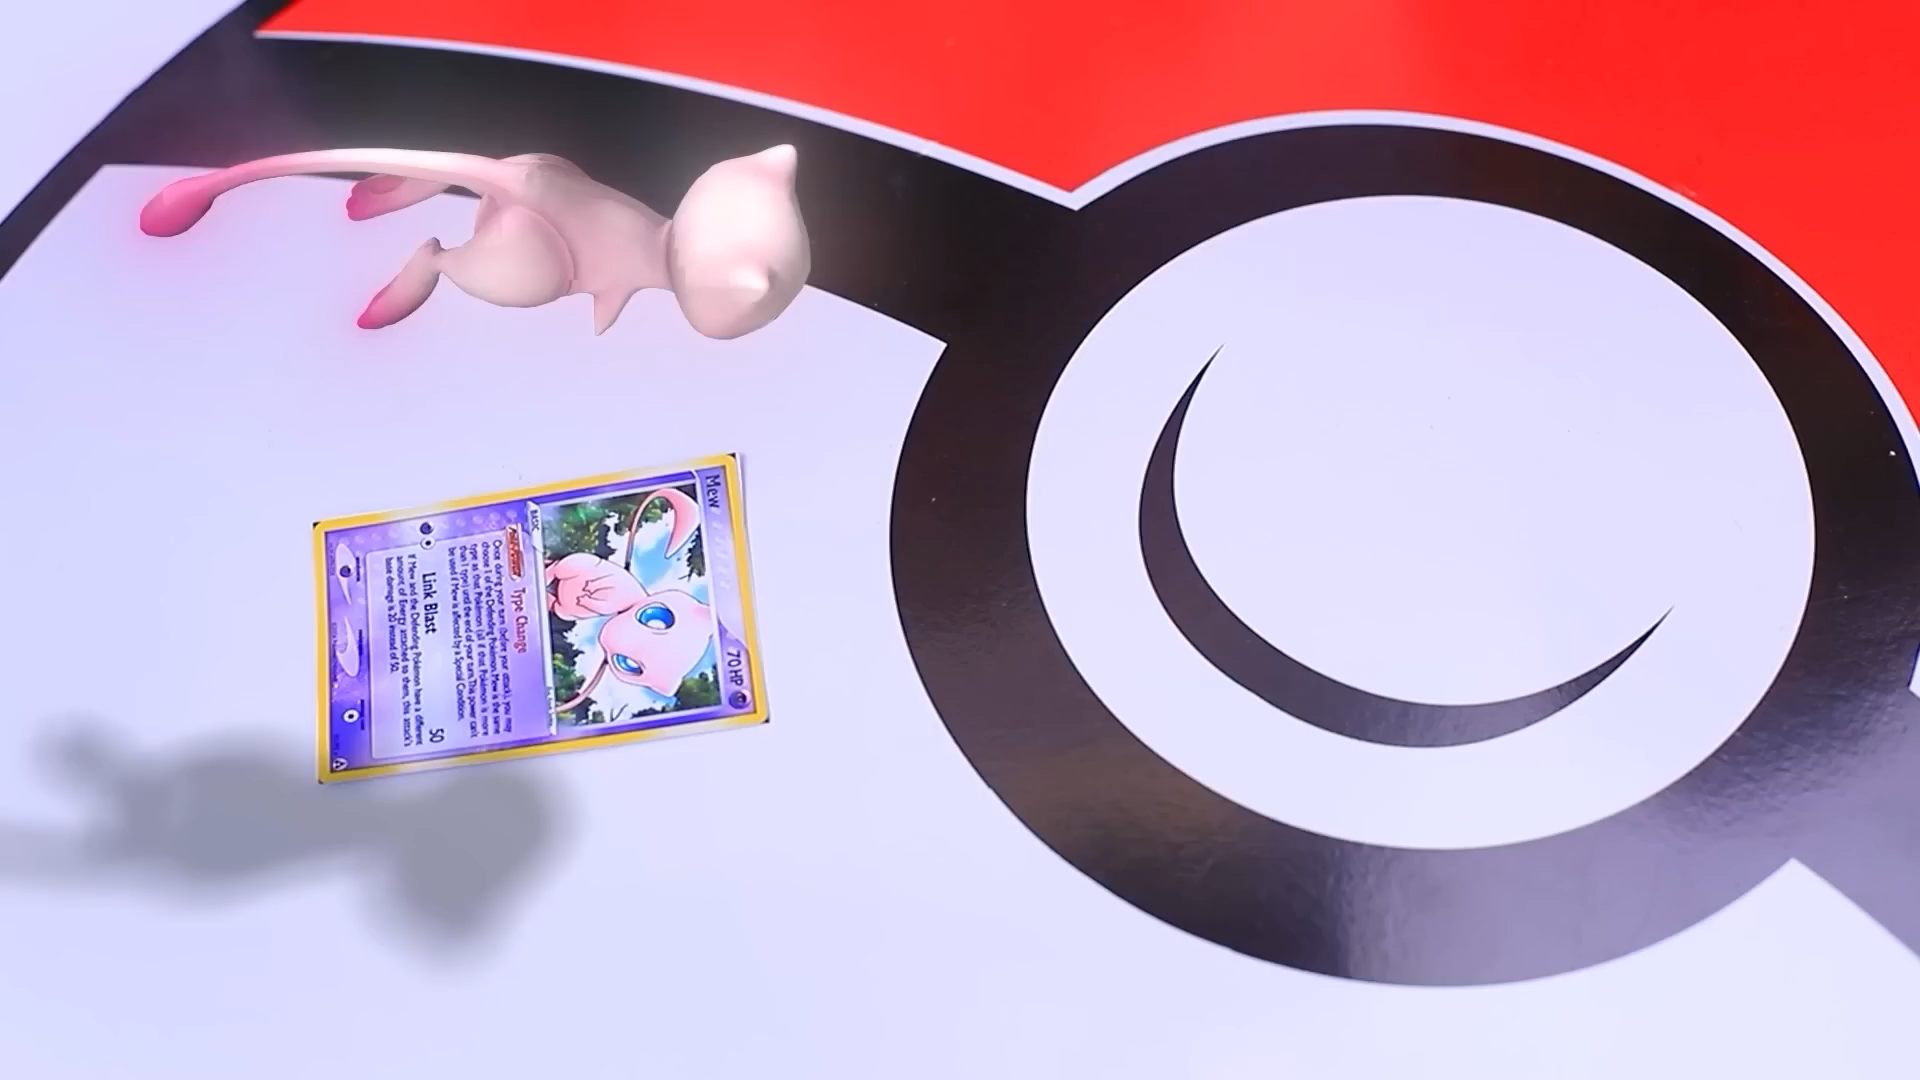 Mew
70 HP
BASIC
Poké-POWER
Type Change
Once during your turn (before your attack), you may
choose 1 of the Defending Pokémon. Mew is the same
type as that Pokémon (all if that Pokémon is more
than 1 type) until the end of your turn. This power can't
be used if Mew is affected by a Special Condition.
Link Blast
50
If Mew and the Defending Pokémon have a different
amount of Energy attached to them, this attack's
base damage is 20 instead of 50.